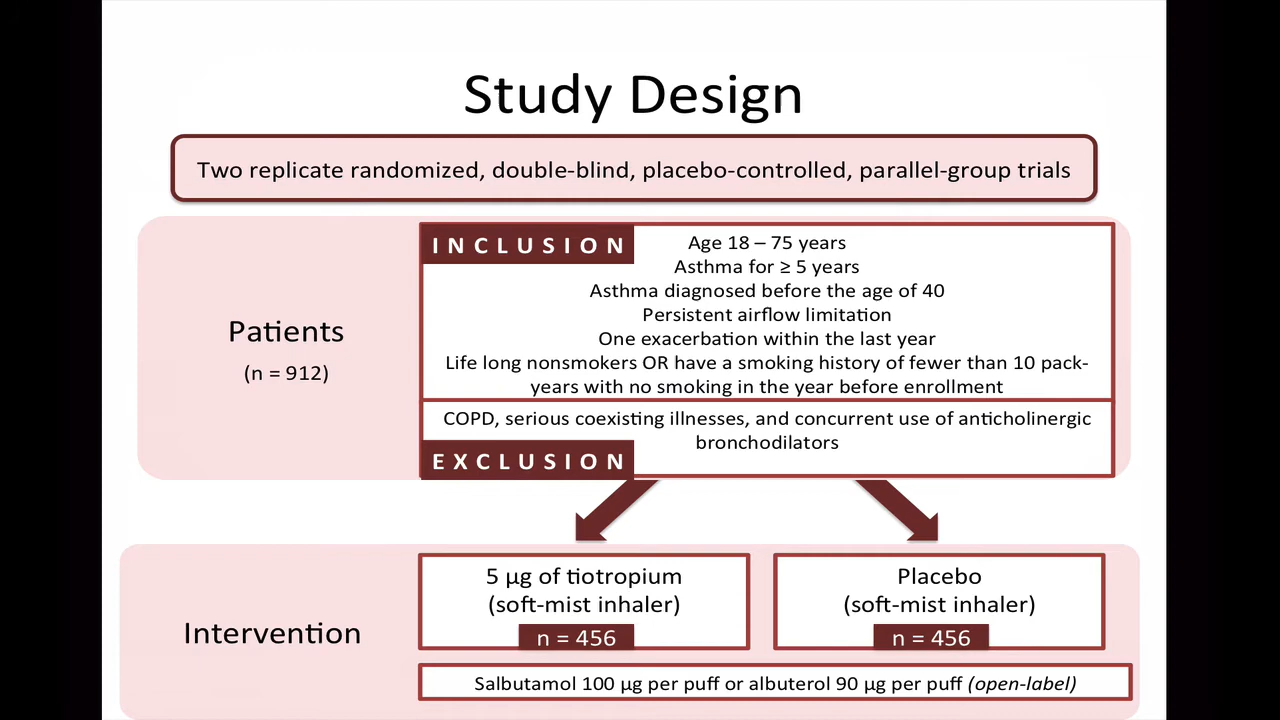 Study Design
Two replicate randomized, double-blind, placebo-controlled, parallel-group trials
Patients
(n = 912)
INCLUSION
Age 18 – 75 years
Asthma for ≥ 5 years
Asthma diagnosed before the age of 40
Persistent airflow limitation
One exacerbation within the last year
Life long nonsmokers OR have a smoking history of fewer than 10 pack-
years with no smoking in the year before enrollment
COPD, serious coexisting illnesses, and concurrent use of anticholinergic
bronchodilators
EXCLUSION
Intervention
5 µg of tiotropium
(soft-mist inhaler)
n = 456
Placebo
(soft-mist inhaler)
n = 456
Salbutamol 100 µg per puff or albuterol 90 µg per puff (open-label)